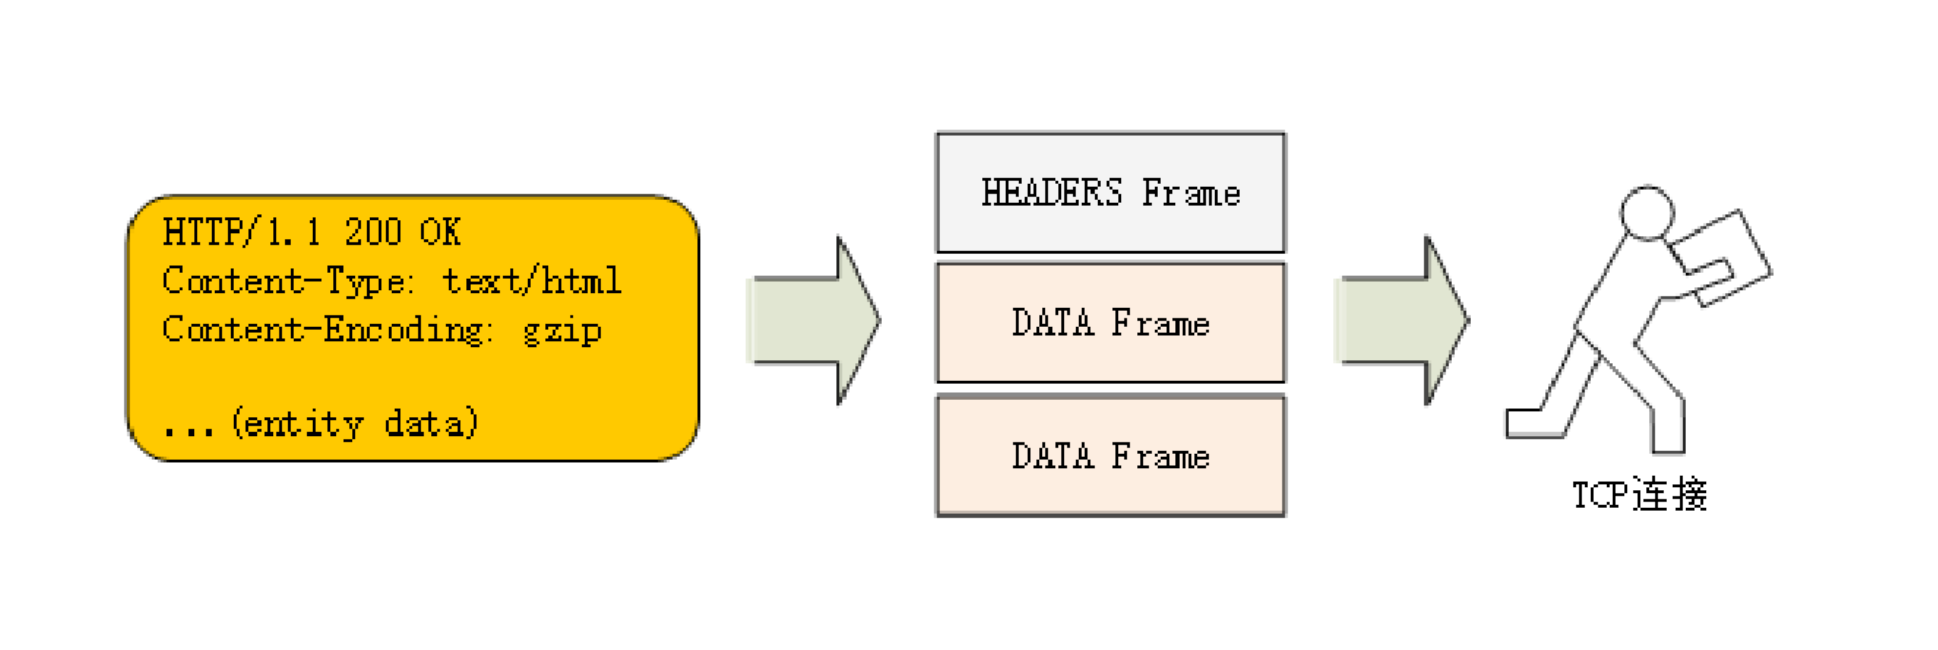 HTTP/1.1 200 OK
Content-Type: text/html
Content-Encoding: gzip
...(entity data)
HEADERS Frame
DATA Frame
DATA Frame
TCP连接